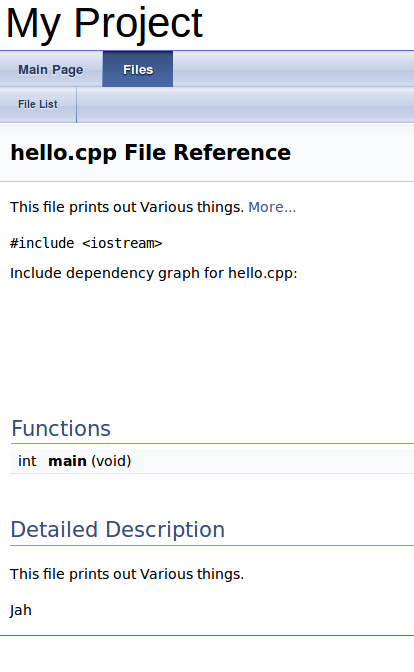 My Project
Main Page Files
File List
hello.cpp File Reference
This file prints out Various things. More...
#include <iostream>
Include dependency graph for hello.cpp:
Functions
int main (void)
Detailed Description
This file prints out Various things.
Jah